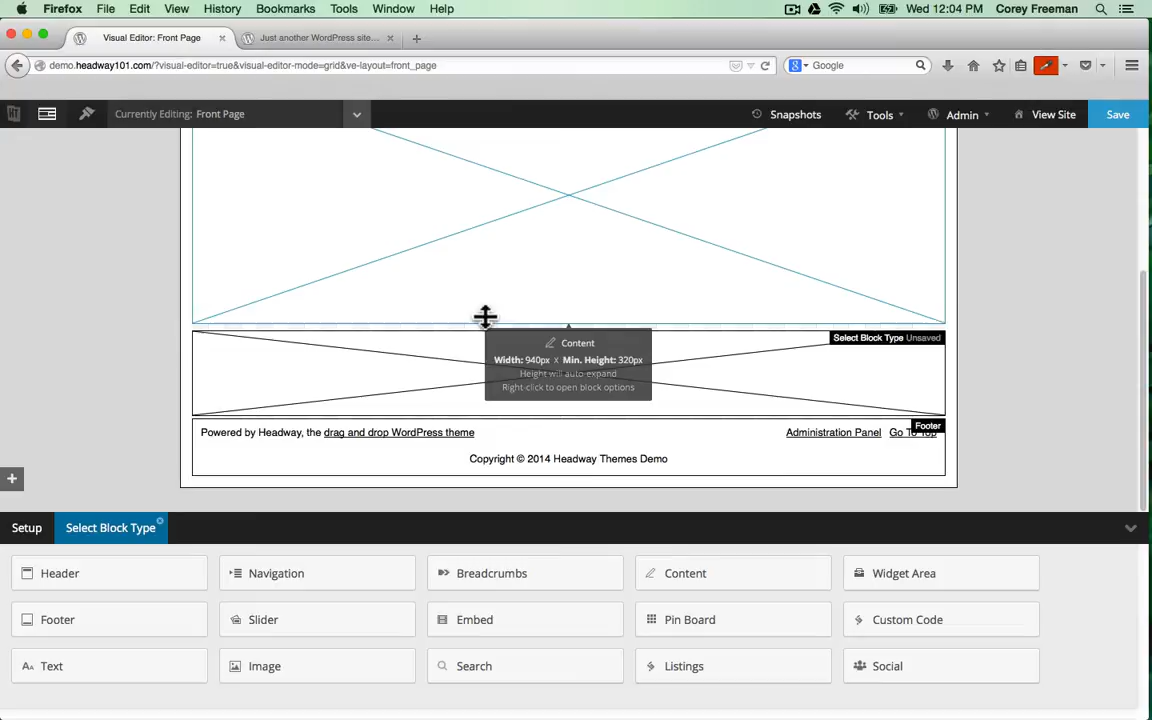 Firefox File Edit View History Bookmarks Tools Window Help Wed 12:04 PM Corey Freeman
Visual Editor: Front Page × Just another WordPress site... × +
demo.headway101.com/?visual-editor=true&visual-editor-mode=grid&ve-layout=front_page Google
Currently Editing: Front Page Snapshots Tools Admin View Site Save
Select Block Type Unsaved
Content
Width: 940px x Min. Height: 320px
Height will auto-expand
Right-click to open block options
Footer
Powered by Headway, the drag and drop WordPress theme Administration Panel Go To Top
Copyright © 2014 Headway Themes Demo
Setup Select Block Type
Header Navigation Breadcrumbs Content Widget Area
Footer Slider Embed Pin Board Custom Code
Text Image Search Listings Social